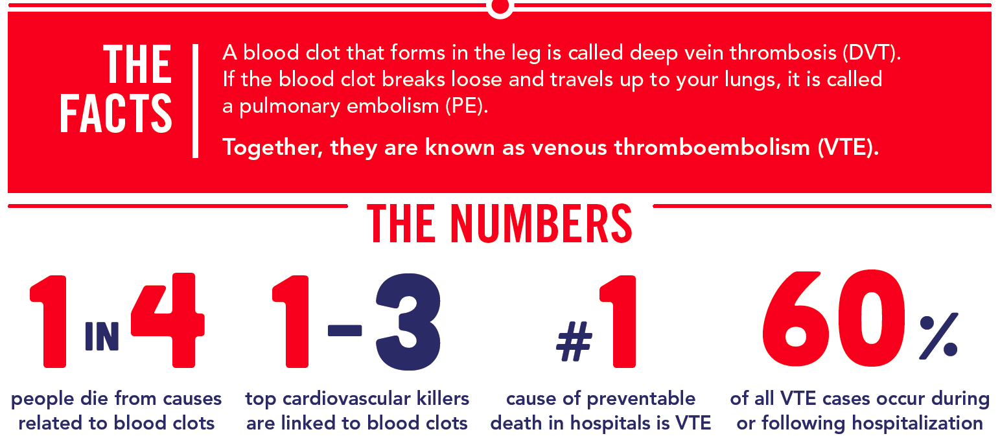 THE
FACTS
A blood clot that forms in the leg is called deep vein thrombosis (DVT).
If the blood clot breaks loose and travels up to your lungs, it is called
a pulmonary embolism (PE).
Together, they are known as venous thromboembolism (VTE).
THE NUMBERS
1 IN 4
people die from causes
related to blood clots
1-3
top cardiovascular killers
are linked to blood clots
#1
cause of preventable
death in hospitals is VTE
60%
of all VTE cases occur during
or following hospitalization